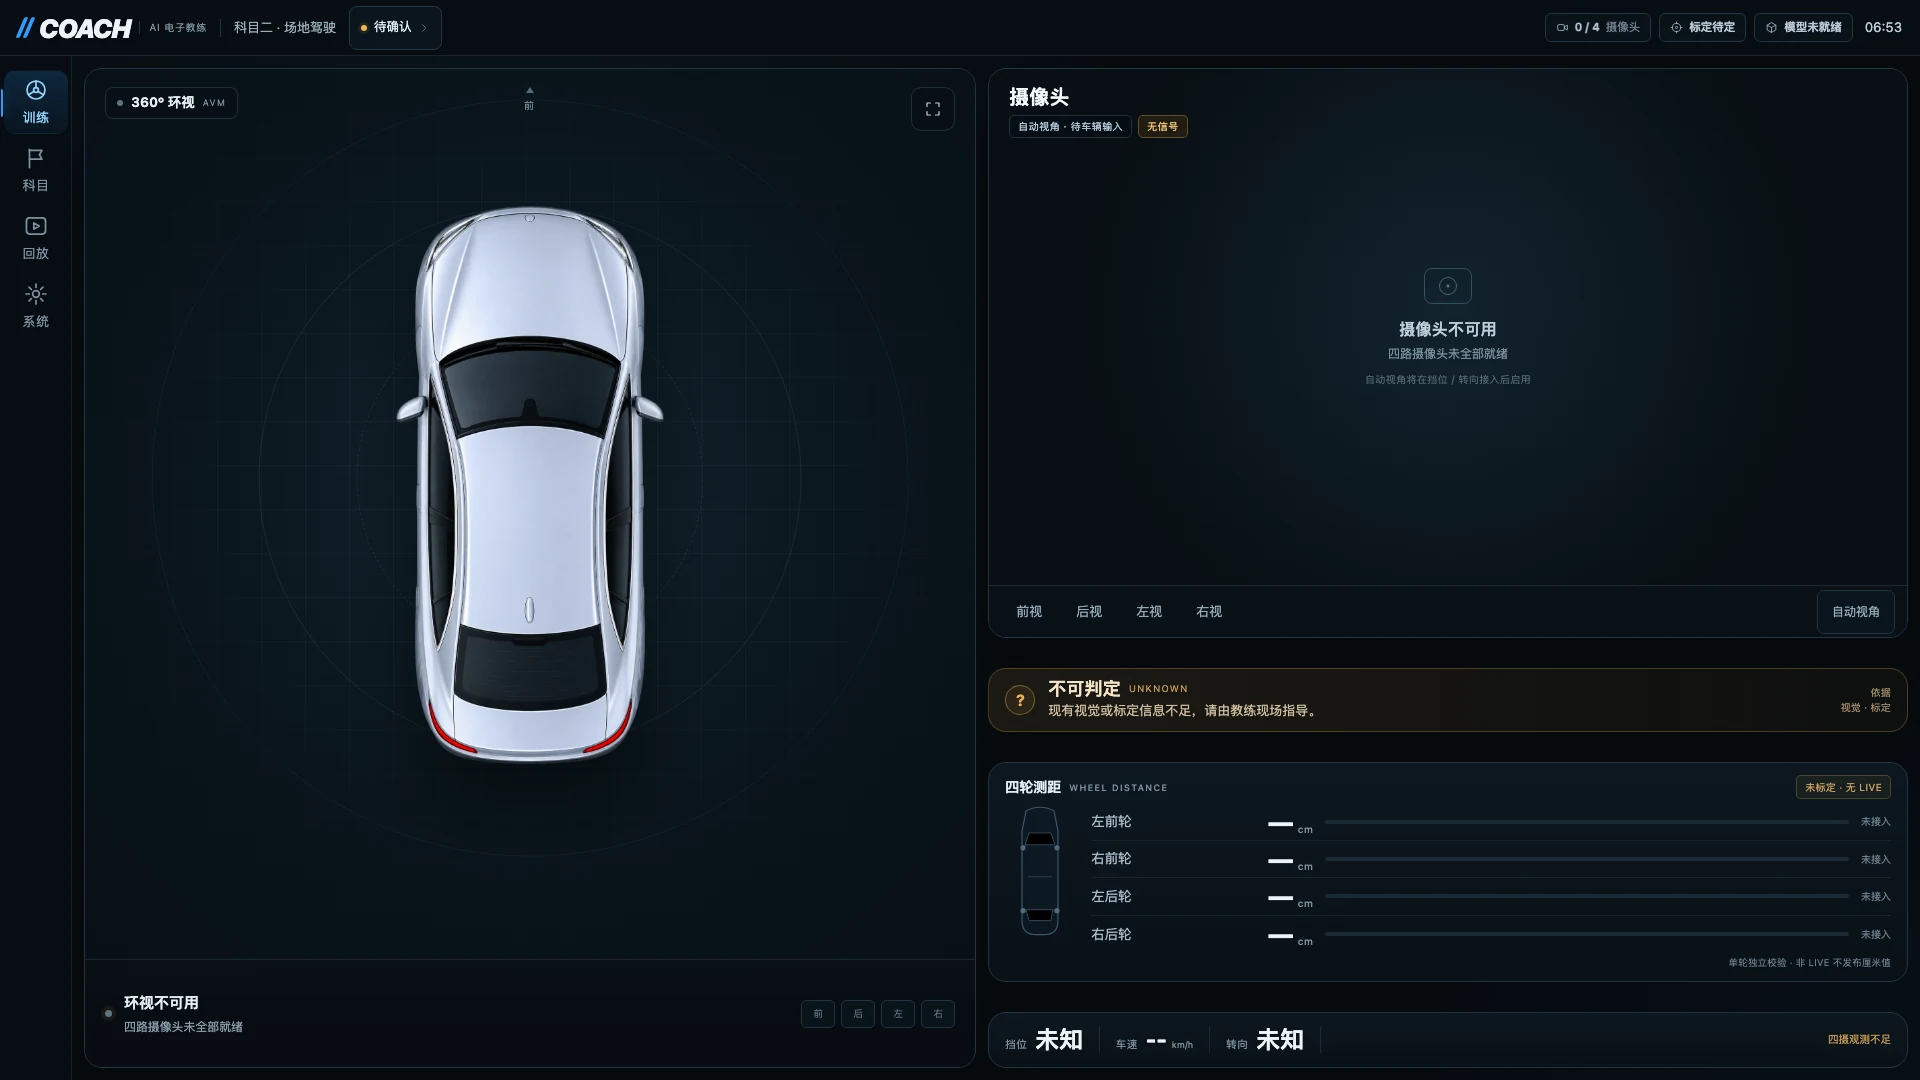 // COACH AI 电子教练 科目二 · 场地驾驶 待确认 0 / 4 摄像头 标定待定 模型未就绪 06:53
训练
科目
回放
系统
360° 环视 AVM
前
环视不可用
四路摄像头未全部就绪
前 后 左 右
摄像头
自动视角 · 待车辆输入 无信号
摄像头不可用
四路摄像头未全部就绪
自动视角将在挡位 / 转向接入后启用
前视 后视 左视 右视 自动视角
? 不可判定 UNKNOWN
现有视觉或标定信息不足，请由教练现场指导。
依据
视觉 · 标定
四轮测距 WHEEL DISTANCE 未标定 · 无 LIVE
左前轮 — cm 未接入
右前轮 — cm 未接入
左后轮 — cm 未接入
右后轮 — cm 未接入
单轮独立校验 · 非 LIVE 不发布厘米值
挡位 未知 车速 -- km/h 转向 未知 四摄观测不足